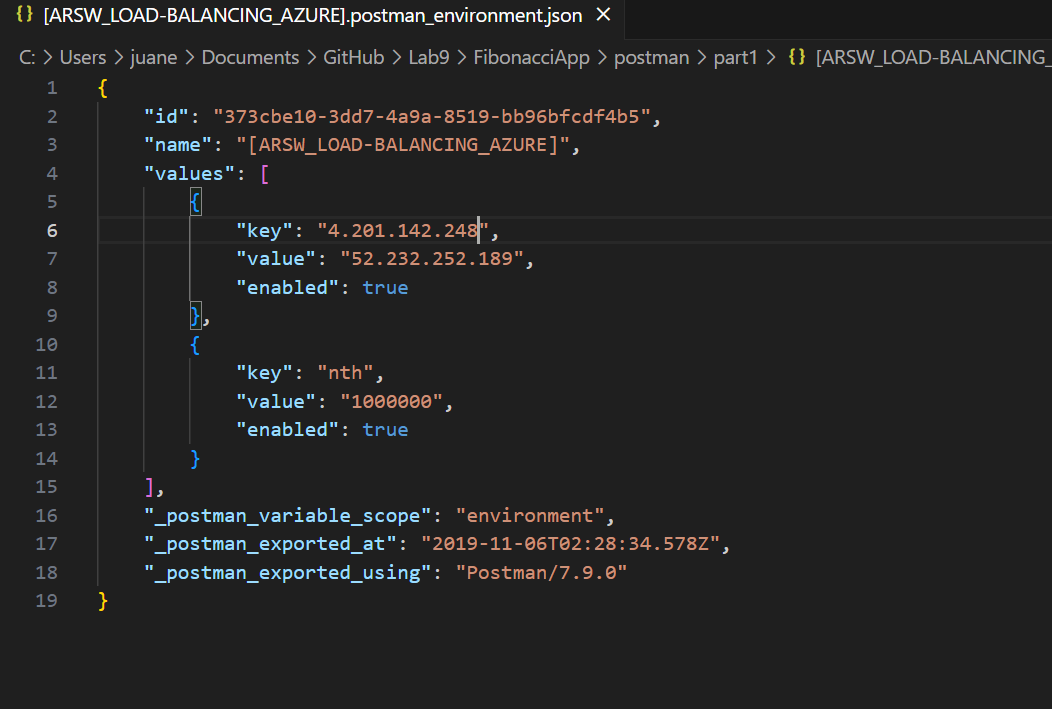 {} [ARSW_LOAD-BALANCING_AZURE].postman_environment.json ×
C: > Users > juane > Documents > GitHub > Lab9 > FibonacciApp > postman > part1 > {} [ARSW_LOAD-BALANCING_
1 {
2 "id": "373cbe10-3dd7-4a9a-8519-bb96bfcdf4b5",
3 "name": "[ARSW_LOAD-BALANCING_AZURE]",
4 "values": [
5 {
6 "key": "4.201.142.248",
7 "value": "52.232.252.189",
8 "enabled": true
9 },
10 {
11 "key": "nth",
12 "value": "1000000",
13 "enabled": true
14 }
15 ],
16 "_postman_variable_scope": "environment",
17 "_postman_exported_at": "2019-11-06T02:28:34.578Z",
18 "_postman_exported_using": "Postman/7.9.0"
19 }